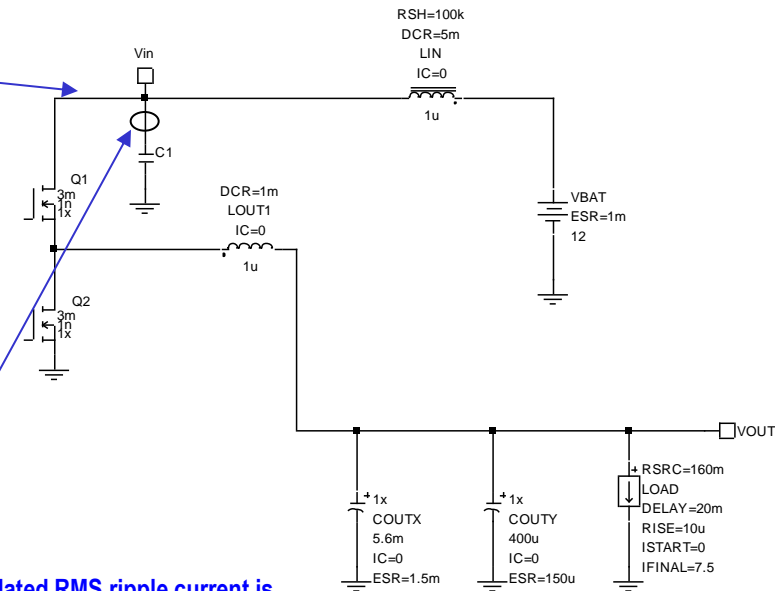 RSH=100k
DCR=5m
LIN
IC=0
1u
Vin
C1
Q1
3m
1n
1x
DCR=1m
LOUT1
IC=0
1u
VBAT
ESR=1m
12
Q2
3m
1n
1x
VOUT
1x
COUTX
5.6m
IC=0
ESR=1.5m
1x
COUTY
400u
IC=0
ESR=150u
RSRC=160m
LOAD
DELAY=20m
RISE=10u
ISTART=0
IFINAL=7.5
lated RMS ripple current is